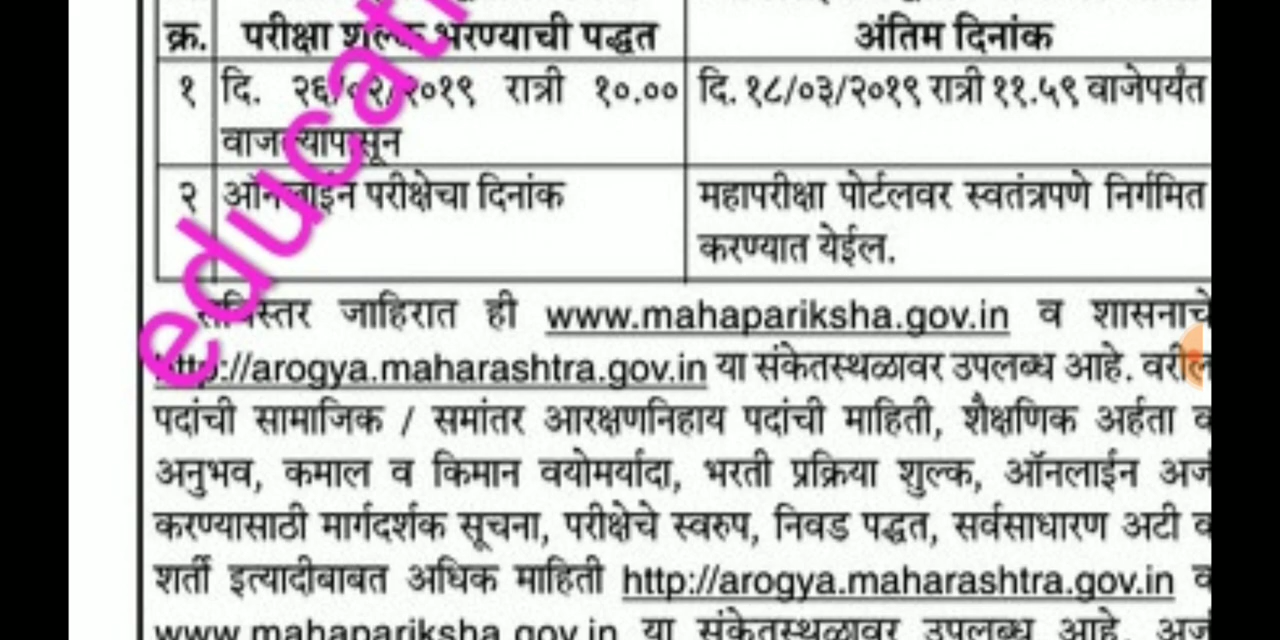 क्र. परीक्षा शुल्क भरण्याची पद्धत अंतिम दिनांक
१ दि. २६/०२/२०१९ रात्री १०.०० दि. १८/०३/२०१९ रात्री ११.५९ वाजेपर्यंत
वाजल्यापासून
२ ऑनलाईन परीक्षेचा दिनांक महापरीक्षा पोर्टलवर स्वतंत्रपणे निर्गमित
करण्यात येईल.
सविस्तर जाहिरात ही www.mahapariksha.gov.in व शासनाचे
http://arogya.maharashtra.gov.in या संकेतस्थळावर उपलब्ध आहे. वरील
पदांची सामाजिक / समांतर आरक्षणनिहाय पदांची माहिती, शैक्षणिक अर्हता व
अनुभव, कमाल व किमान वयोमर्यादा, भरती प्रक्रिया शुल्क, ऑनलाईन अर्ज
करण्यासाठी मार्गदर्शक सूचना, परीक्षेचे स्वरुप, निवड पद्धत, सर्वसाधारण अटी व
शर्ती इत्यादीबाबत अधिक माहिती http://arogya.maharashtra.gov.in व
www.mahapariksha.gov.in या संकेतस्थळावर उपलब्ध आहे. अर्ज
educati